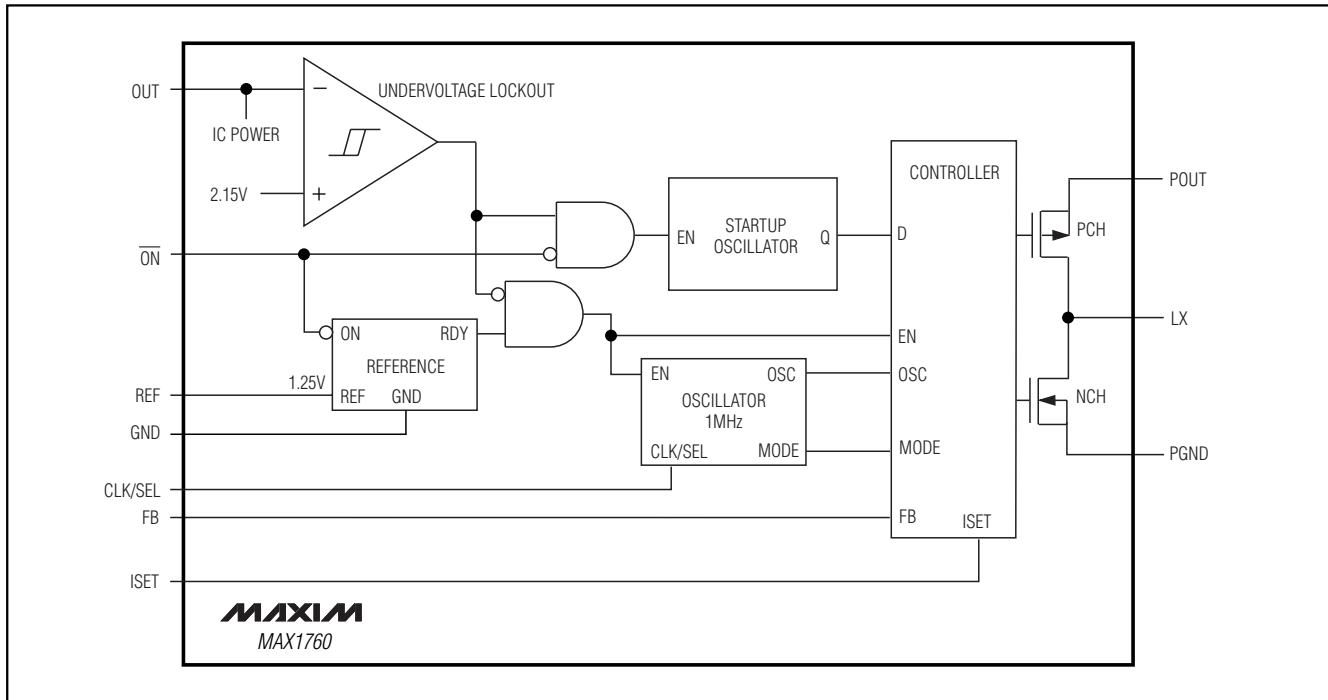 OUT
UNDERVOLTAGE LOCKOUT
−
IC POWER
2.15V
+
CONTROLLER
POUT
STARTUP
OSCILLATOR
EN
Q
D
PCH
ON
ON
RDY
REFERENCE
1.25V
REF
GND
REF
GND
EN
OSC
OSCILLATOR
1MHz
CLK/SEL
MODE
EN
OSC
MODE
FB
ISET
LX
NCH
PGND
CLK/SEL
FB
ISET
MAXIM
MAX1760